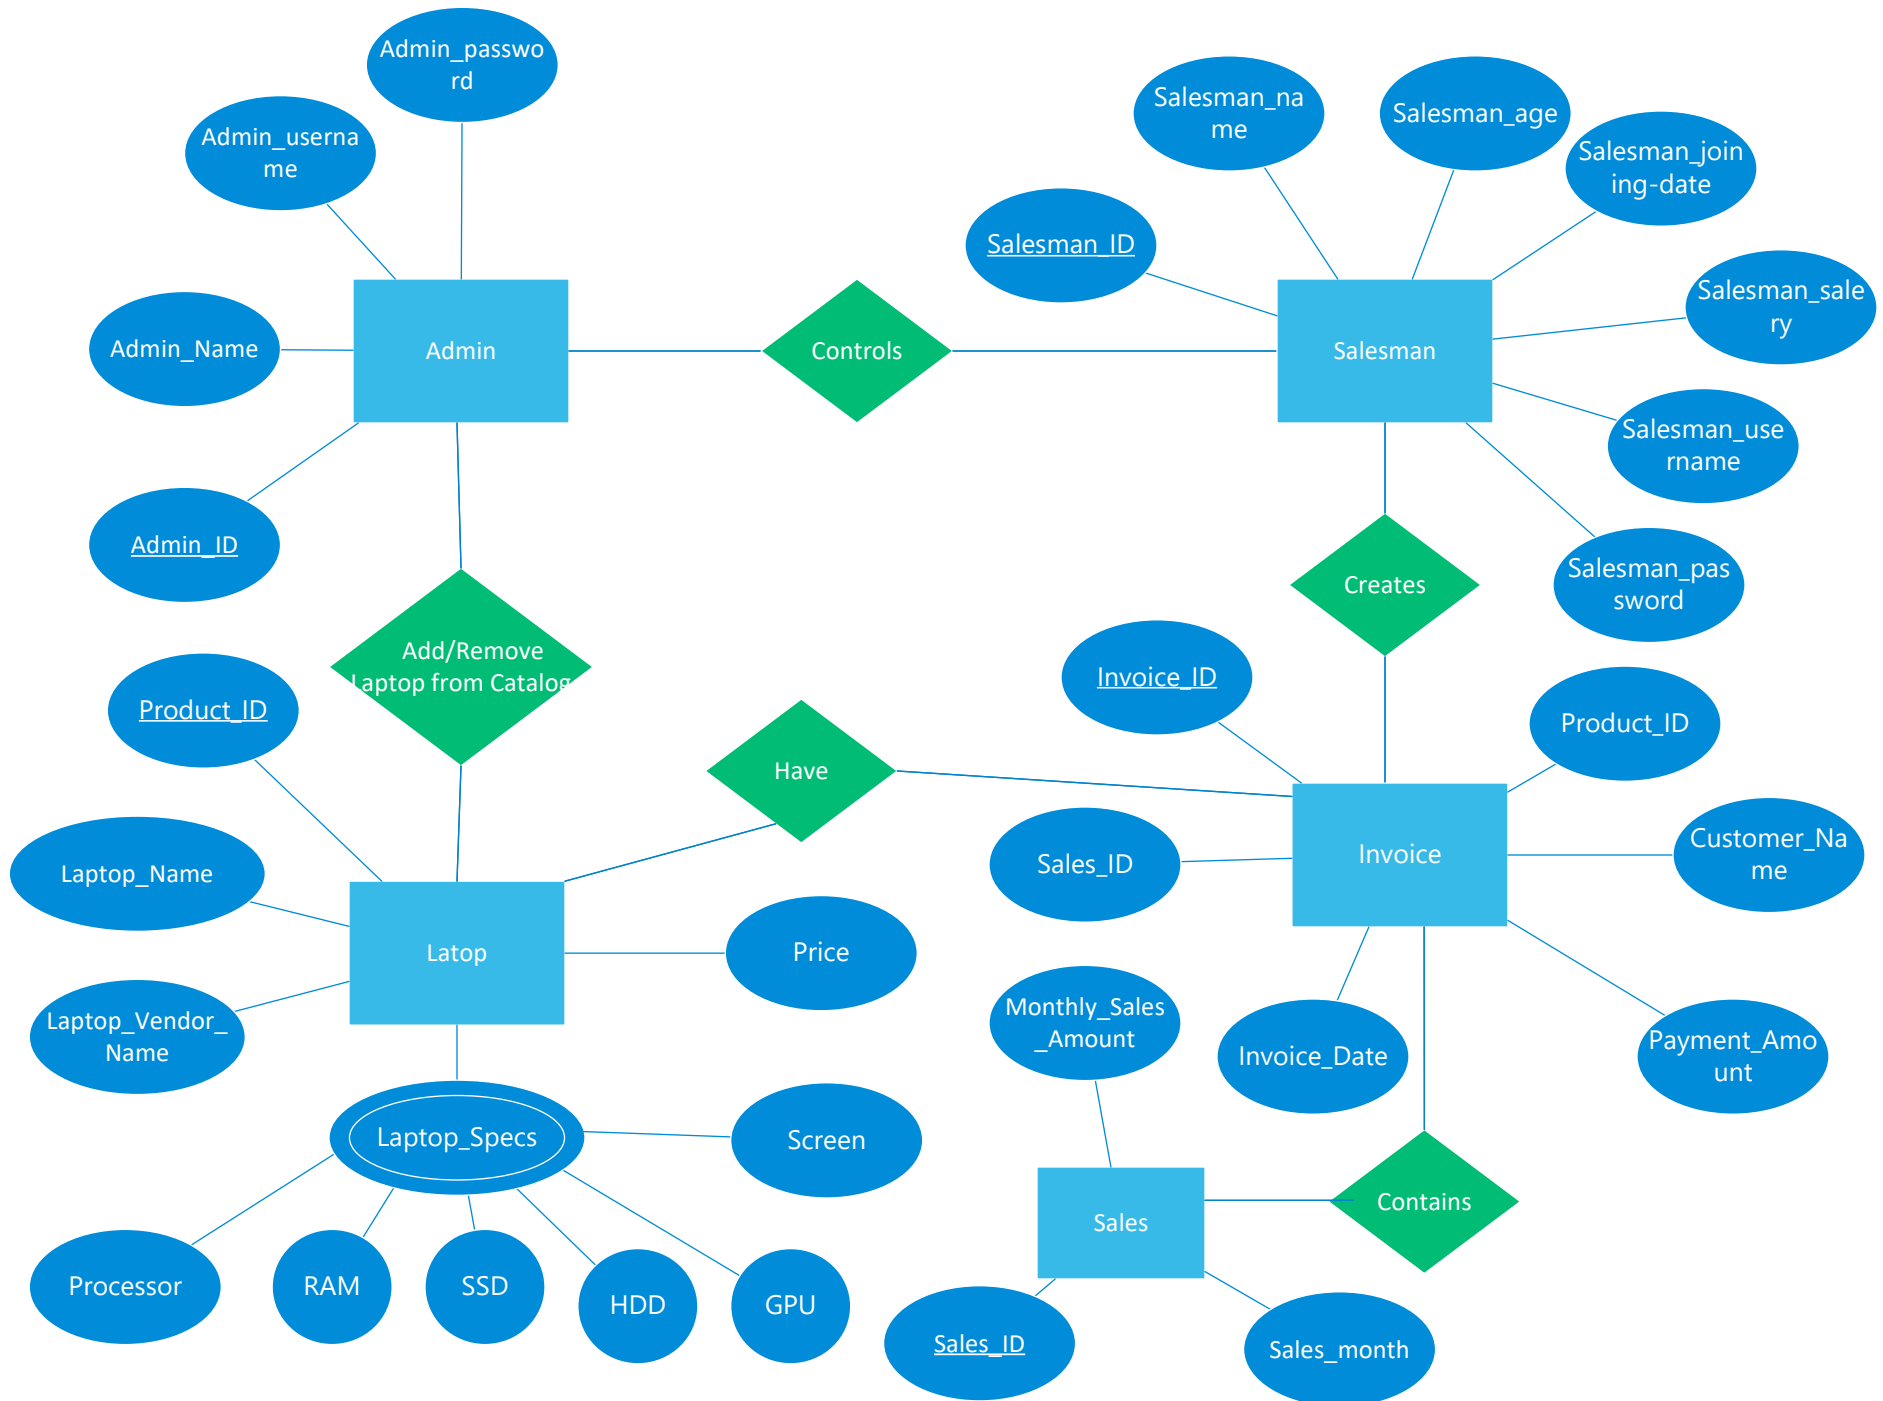 Admin_passwo
rd
Admin_userna
me
Admin_Name
Admin_ID
Admin
Controls
Salesman_na
me
Salesman_age
Salesman_join
ing-date
Salesman_ID
Salesman_sale
ry
Salesman
Salesman_use
rname
Salesman_pas
sword
Creates
Add/Remove
Laptop from Catalog
Product_ID
Have
Invoice_ID
Product_ID
Laptop_Name
Sales_ID
Invoice
Customer_Na
me
Latop
Price
Laptop_Vendor_
Name
Monthly_Sales
_Amount
Invoice_Date
Payment_Amo
unt
Laptop_Specs
Screen
Sales
Contains
Processor
RAM
SSD
HDD
GPU
Sales_ID
Sales_month